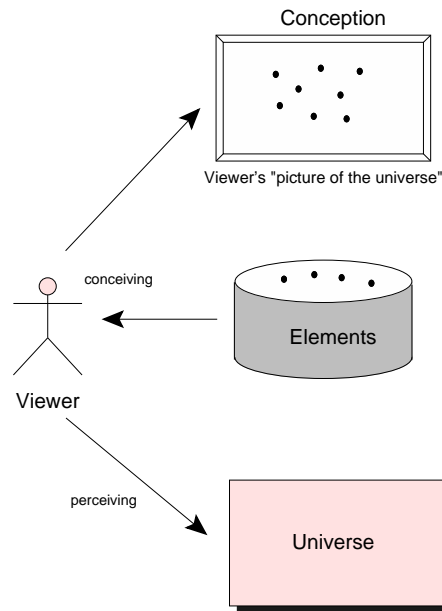 Conception
Viewer's "picture of the universe"
conceiving
Elements
Viewer
perceiving
Universe